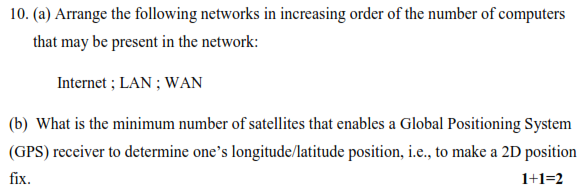 10. (a) Arrange the following networks in increasing order of the number of computers
that may be present in the network:
Internet ; LAN ; WAN
(b) What is the minimum number of satellites that enables a Global Positioning System
(GPS) receiver to determine one’s longitude/latitude position, i.e., to make a 2D position
fix. 1+1=2